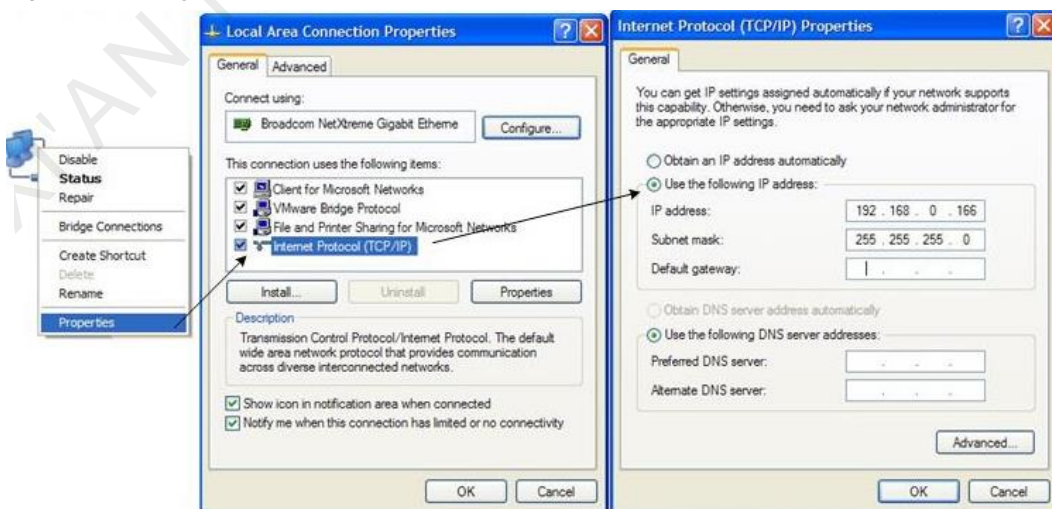 Disable
Status
Repair
Bridge Connections
Create Shortcut
Delete
Rename
Properties
Local Area Connection Properties
General Advanced
Connect using:
Broadcom NetXtreme Gigabit Etherne
Configure...
This connection uses the following items:
Client for Microsoft Networks
VMware Bridge Protocol
File and Printer Sharing for Microsoft Networks
Internet Protocol (TCP/IP)
Install... Uninstall Properties
Description
Transmission Control Protocol/Internet Protocol. The default
wide area network protocol that provides communication
across diverse interconnected networks.
Show icon in notification area when connected
Notify me when this connection has limited or no connectivity
OK Cancel
Internet Protocol (TCP/IP) Properties
General
You can get IP settings assigned automatically if your network supports
this capability. Otherwise, you need to ask your network administrator for
the appropriate IP settings.
Obtain an IP address automatically
Use the following IP address:
IP address: 192 . 168 . 0 . 166
Subnet mask: 255 . 255 . 255 . 0
Default gateway: . . .
Obtain DNS server address automatically
Use the following DNS server addresses:
Preferred DNS server: . . .
Alternate DNS server: . . .
Advanced...
OK Cancel